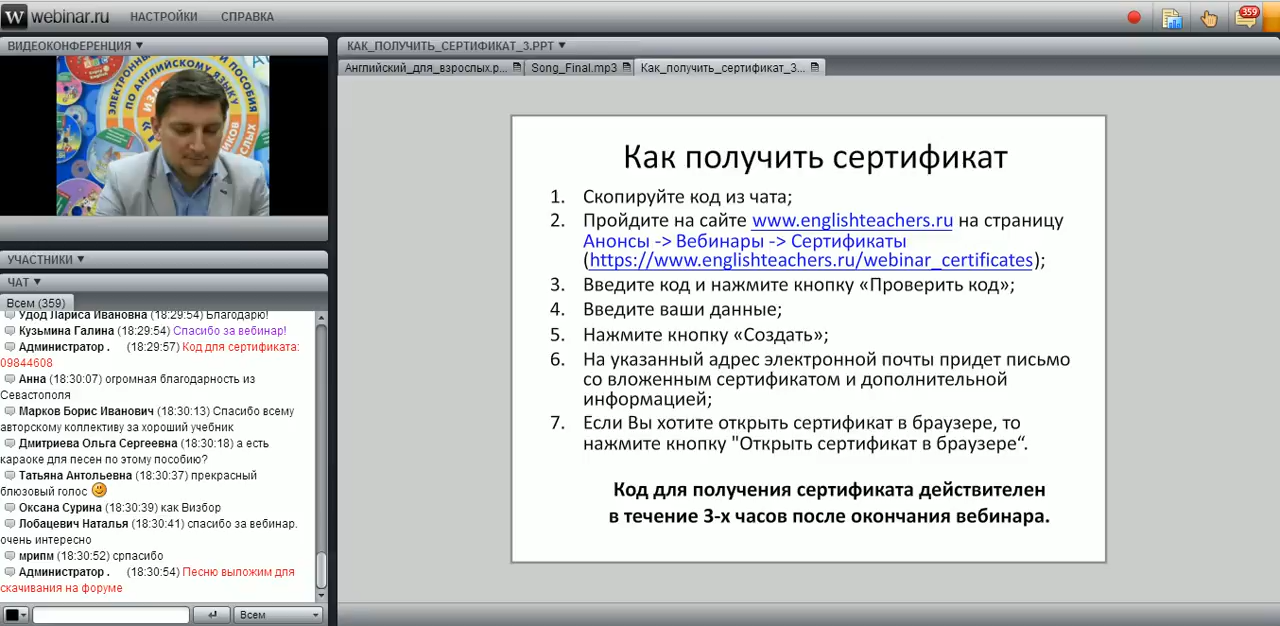 W webinar.ru НАСТРОЙКИ СПРАВКА
359
ВИДЕОКОНФЕРЕНЦИЯ
КАК_ПОЛУЧИТЬ_СЕРТИФИКАТ_3.PPT
Английский_для_взрослых.p... Song_Final.mp3 Как_получить_сертификат_3...
ЭЛЕКТРОННЫ
ПО АНГЛИЙСКОМУ ЯЗЫКУ
ПОСОБИЯ
Как получить сертификат
1. Скопируйте код из чата;
2. Пройдите на сайте www.englishteachers.ru на страницу
Анонсы -> Вебинары -> Сертификаты
(https://www.englishteachers.ru/webinar_certificates);
3. Введите код и нажмите кнопку «Проверить код»;
4. Введите ваши данные;
5. Нажмите кнопку «Создать»;
6. На указанный адрес электронной почты придет письмо
со вложенным сертификатом и дополнительной
информацией;
7. Если Вы хотите открыть сертификат в браузере, то
нажмите кнопку "Открыть сертификат в браузере“.
Код для получения сертификата действителен
в течение 3-х часов после окончания вебинара.
УЧАСТНИКИ
ЧАТ
Всем (359)
Удод Лариса Ивановна (18:29:54) Благодарю!
Кузьмина Галина (18:29:54) Спасибо за вебинар!
Администратор . (18:29:57) Код для сертификата:
09844608
Анна (18:30:07) огромная благодарность из
Севастополя
Марков Борис Иванович (18:30:13) Спасибо всему
авторскому коллективу за хороший учебник
Дмитриева Ольга Сергеевна (18:30:18) а есть
караоке для песен по этому пособию?
Татьяна Антольевна (18:30:37) прекрасный
блюзовый голос
Оксана Сурина (18:30:39) как Визбор
Лобацевич Наталья (18:30:41) спасибо за вебинар.
очень интересно
мрипм (18:30:52) српасибо
Администратор . (18:30:54) Песню выпожим для
скачивания на форуме
Всем